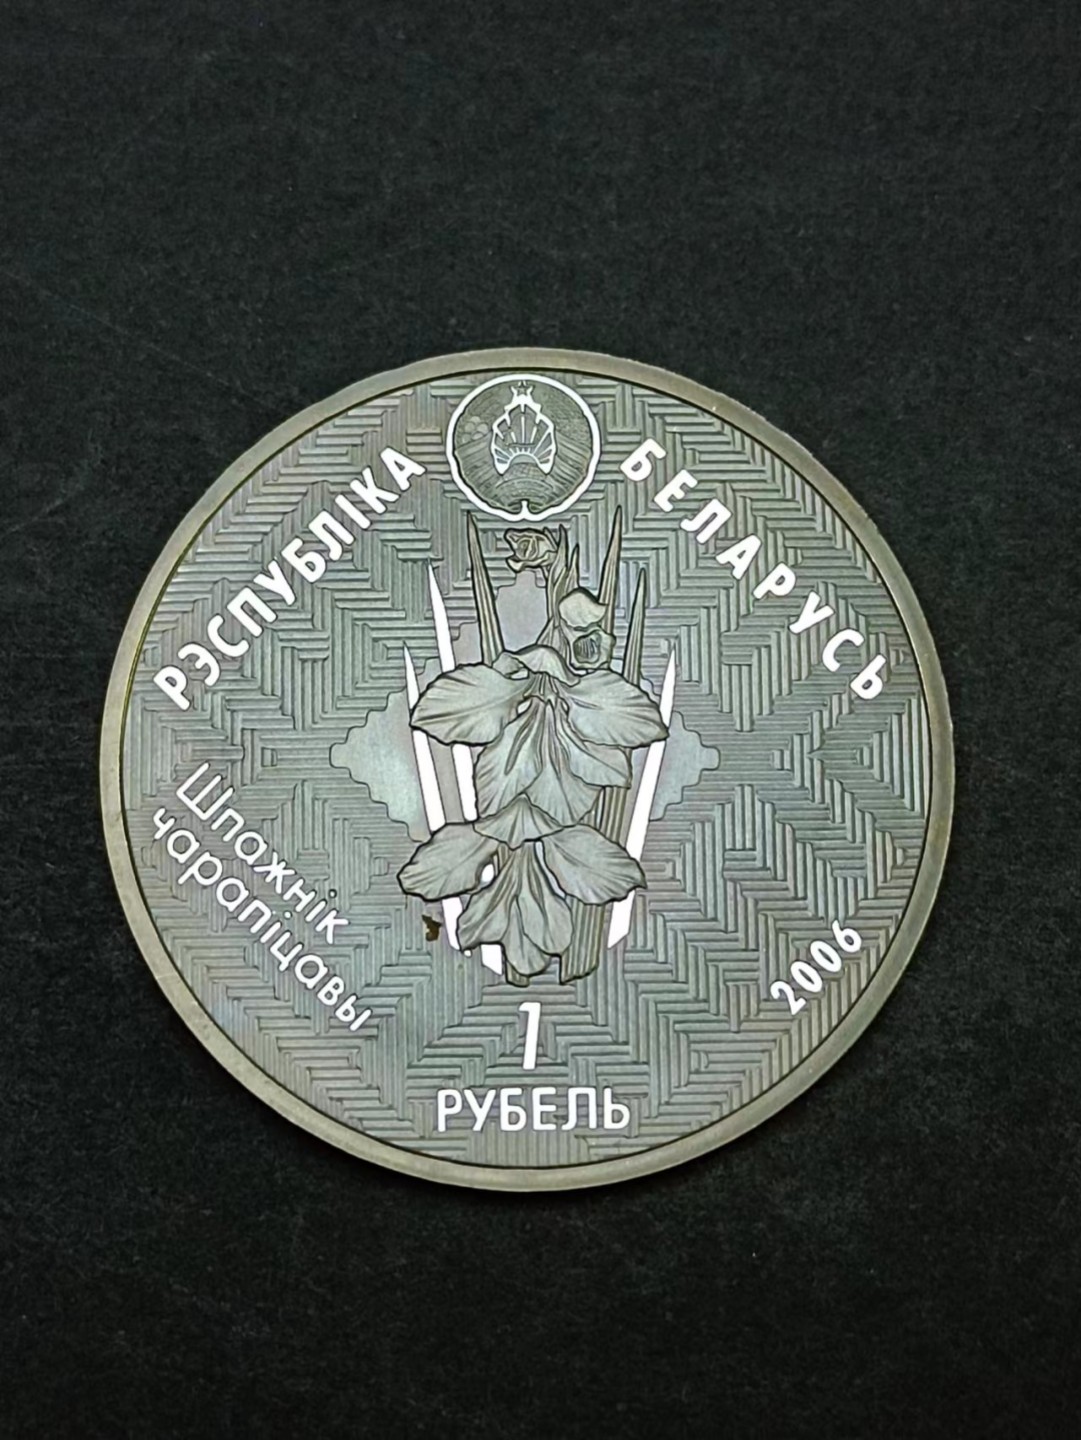 РЭСПУБЛІКА БЕЛАРУСЬ
Шпажнік
чарапіцавы
2006
1
РУБЕЛЬ